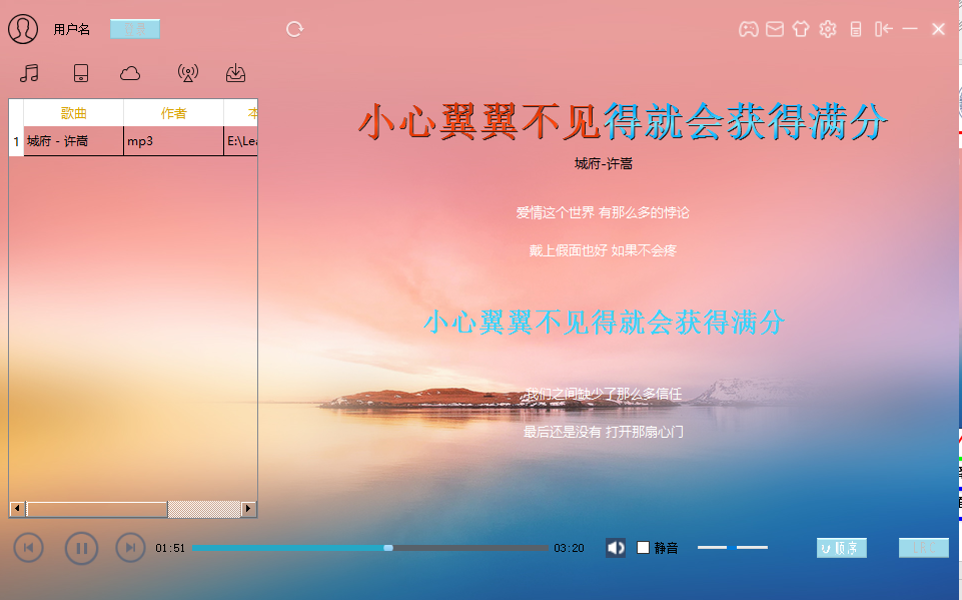 用户名
歌曲 作者 本
1 城府 - 许嵩 mp3 E:\Lea
小心翼翼不见得就会获得满分
城府-许嵩
爱情这个世界 有那么多的悖论
戴上假面也好 如果不会疼
小心翼翼不见得就会获得满分
我们之间缺少了那么多信任
最后还是没有 打开那扇心门
01:51 03:20 静音 顺序